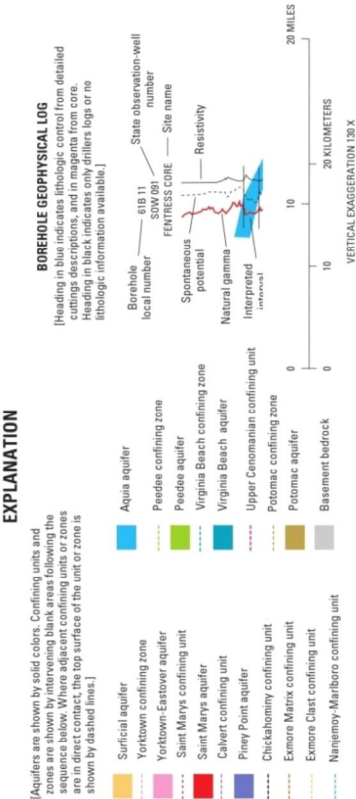 EXPLANATION
[Aquifers are shown by solid colors. Confining units and
zones are shown by intervening blank areas following the
sequence below. Where adjacent confining units or zones
are in direct contact, the top surface of the unit or zone is
shown by dashed lines.]
Surficial aquifer
Yorktown confining zone
Yorktown-Eastover aquifer
Saint Marys confining unit
Saint Marys aquifer
Calvert confining unit
Piney Point aquifer
Chickahominy confining unit
Exmore Matrix confining unit
Exmore Clast confining unit
Nanjemoy-Marlboro confining unit
Aquia aquifer
Peedee confining zone
Peedee aquifer
Virginia Beach confining zone
Virginia Beach aquifer
Upper Cenomanian confining unit
Potomac confining zone
Potomac aquifer
Basement bedrock
BOREHOLE GEOPHYSICAL LOG
[Heading in blue indicates lithologic control from detailed
cuttings descriptions, and in magenta from core.
Heading in black indicates only drillers logs or no
lithologic information available.]
Borehole
local number
61B 11
SOW 091
FENTRESS CORE
State observation-well
number
Site name
Spontaneous
potential
Resistivity
Natural gamma
Interpreted
interval
0 10 20 MILES
0 10 20 KILOMETERS
VERTICAL EXAGGERATION 130 X